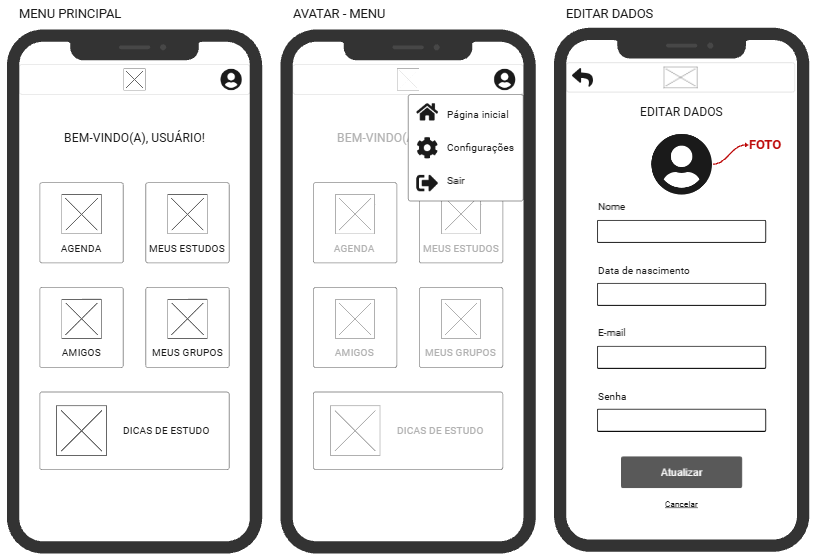 MENU PRINCIPAL
BEM-VINDO(A), USUÁRIO!
AGENDA
MEUS ESTUDOS
AMIGOS
MEUS GRUPOS
DICAS DE ESTUDO
AVATAR - MENU
Página inicial
BEM-VINDO(
Configurações
Sair
AGENDA
MEUS ESTUDOS
AMIGOS
MEUS GRUPOS
DICAS DE ESTUDO
EDITAR DADOS
EDITAR DADOS
FOTO
Nome
Data de nascimento
E-mail
Senha
Atualizar
Cancelar